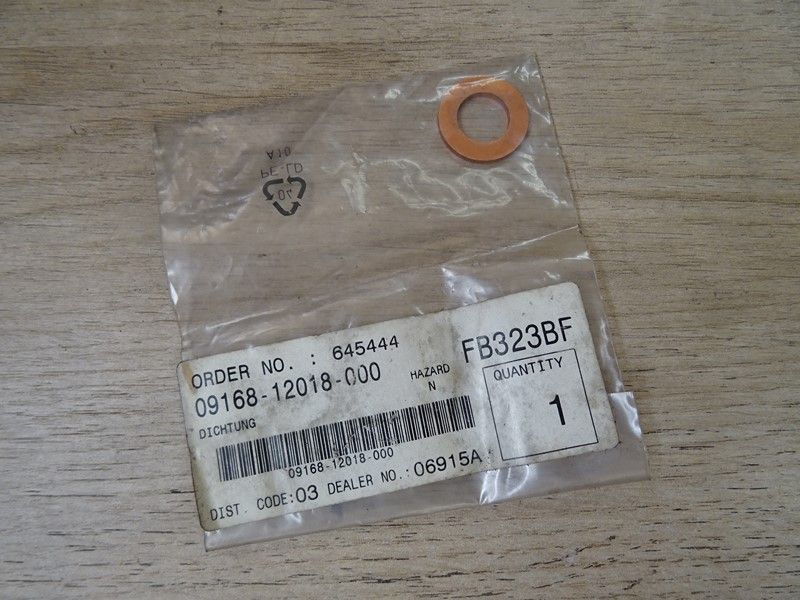 A10
PE-LD
04
ORDER NO. : 645444
FB323BF
09168-12018-000
HAZARD
N
DICHTUNG
QUANTITY
1
09168-12018-000
DIST. CODE:03 DEALER NO.:06915A